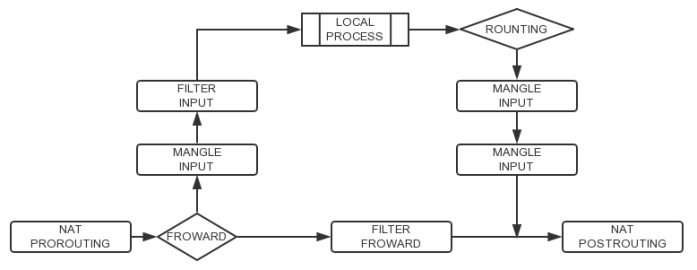 LOCAL
PROCESS
ROUNTING
FILTER
INPUT
MANGLE
INPUT
MANGLE
INPUT
MANGLE
INPUT
NAT
PROROUTING
FROWARD
FILTER
FROWARD
NAT
POSTROUTING